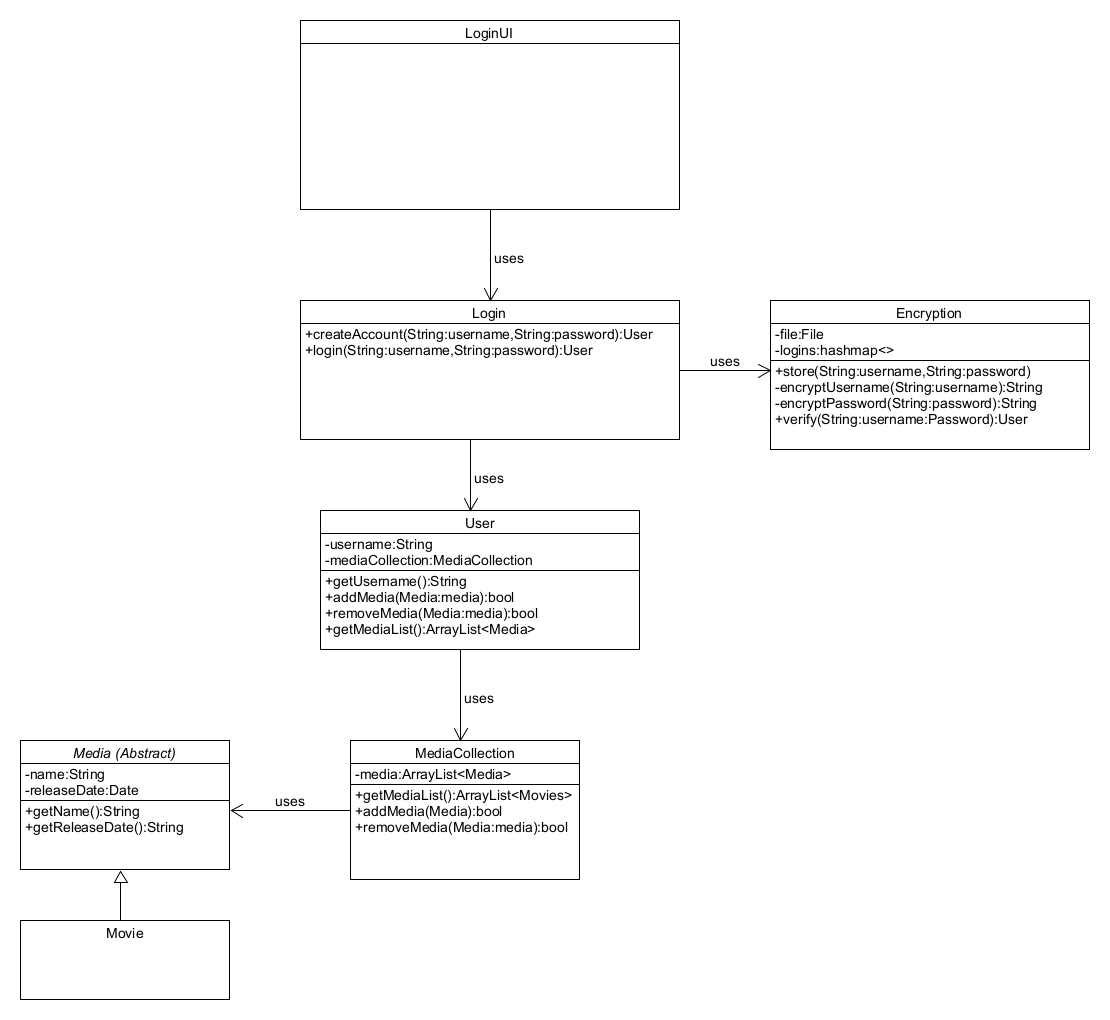 LoginUI
uses
Login
+createAccount(String:username,String:password):User
+login(String:username,String:password):User
uses
Encryption
-file:File
-logins:hashmap<>
+store(String:username,String:password)
-encryptUsername(String:username):String
-encryptPassword(String:password):String
+verify(String:username:Password):User
uses
User
-username:String
-mediaCollection:MediaCollection
+getUsername():String
+addMedia(Media:media):bool
+removeMedia(Media:media):bool
+getMediaList():ArrayList<Media>
uses
Media (Abstract)
-name:String
-releaseDate:Date
+getName():String
+getReleaseDate():String
uses
MediaCollection
-media:ArrayList<Media>
+getMediaList():ArrayList<Movies>
+addMedia(Media):bool
+removeMedia(Media:media):bool
Movie